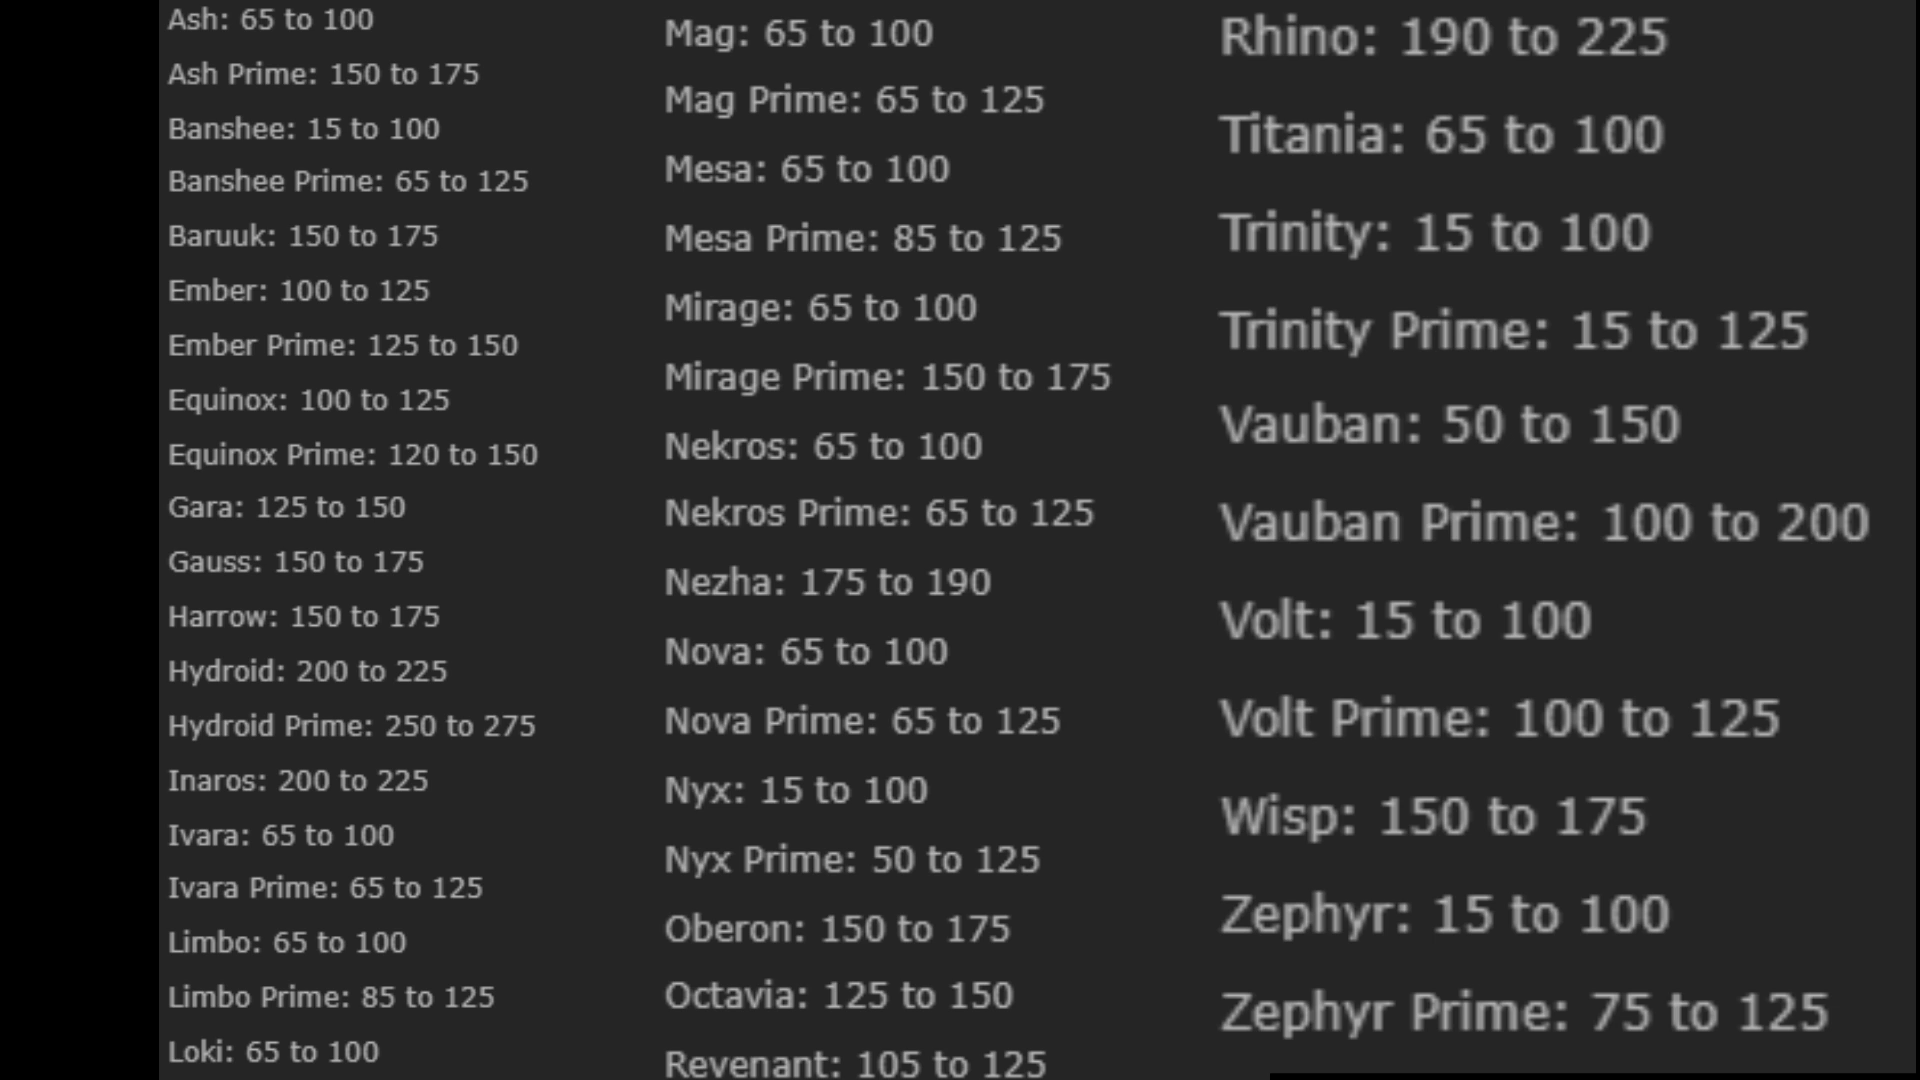 Ash: 65 to 100
Ash Prime: 150 to 175
Banshee: 15 to 100
Banshee Prime: 65 to 125
Baruuk: 150 to 175
Ember: 100 to 125
Ember Prime: 125 to 150
Equinox: 100 to 125
Equinox Prime: 120 to 150
Gara: 125 to 150
Gauss: 150 to 175
Harrow: 150 to 175
Hydroid: 200 to 225
Hydroid Prime: 250 to 275
Inaros: 200 to 225
Ivara: 65 to 100
Ivara Prime: 65 to 125
Limbo: 65 to 100
Limbo Prime: 85 to 125
Loki: 65 to 100
Mag: 65 to 100
Mag Prime: 65 to 125
Mesa: 65 to 100
Mesa Prime: 85 to 125
Mirage: 65 to 100
Mirage Prime: 150 to 175
Nekros: 65 to 100
Nekros Prime: 65 to 125
Nezha: 175 to 190
Nova: 65 to 100
Nova Prime: 65 to 125
Nyx: 15 to 100
Nyx Prime: 50 to 125
Oberon: 150 to 175
Octavia: 125 to 150
Revenant: 105 to 125
Rhino: 190 to 225
Titania: 65 to 100
Trinity: 15 to 100
Trinity Prime: 15 to 125
Vauban: 50 to 150
Vauban Prime: 100 to 200
Volt: 15 to 100
Volt Prime: 100 to 125
Wisp: 150 to 175
Zephyr: 15 to 100
Zephyr Prime: 75 to 125